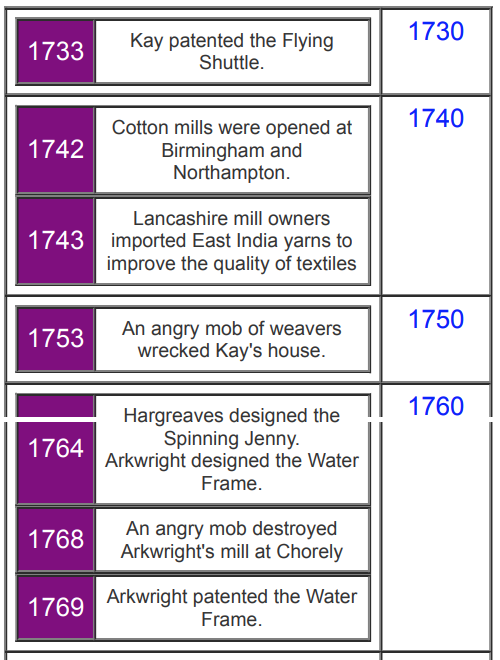 1733
Kay patented the Flying
Shuttle.
1730
1742
Cotton mills were opened at
Birmingham and
Northampton.
1740
1743
Lancashire mill owners
imported East India yarns to
improve the quality of textiles
1753
An angry mob of weavers
wrecked Kay's house.
1750
1764
Hargreaves designed the
Spinning Jenny.
Arkwright designed the Water
Frame.
1760
1768
An angry mob destroyed
Arkwright's mill at Chorely
1769
Arkwright patented the Water
Frame.